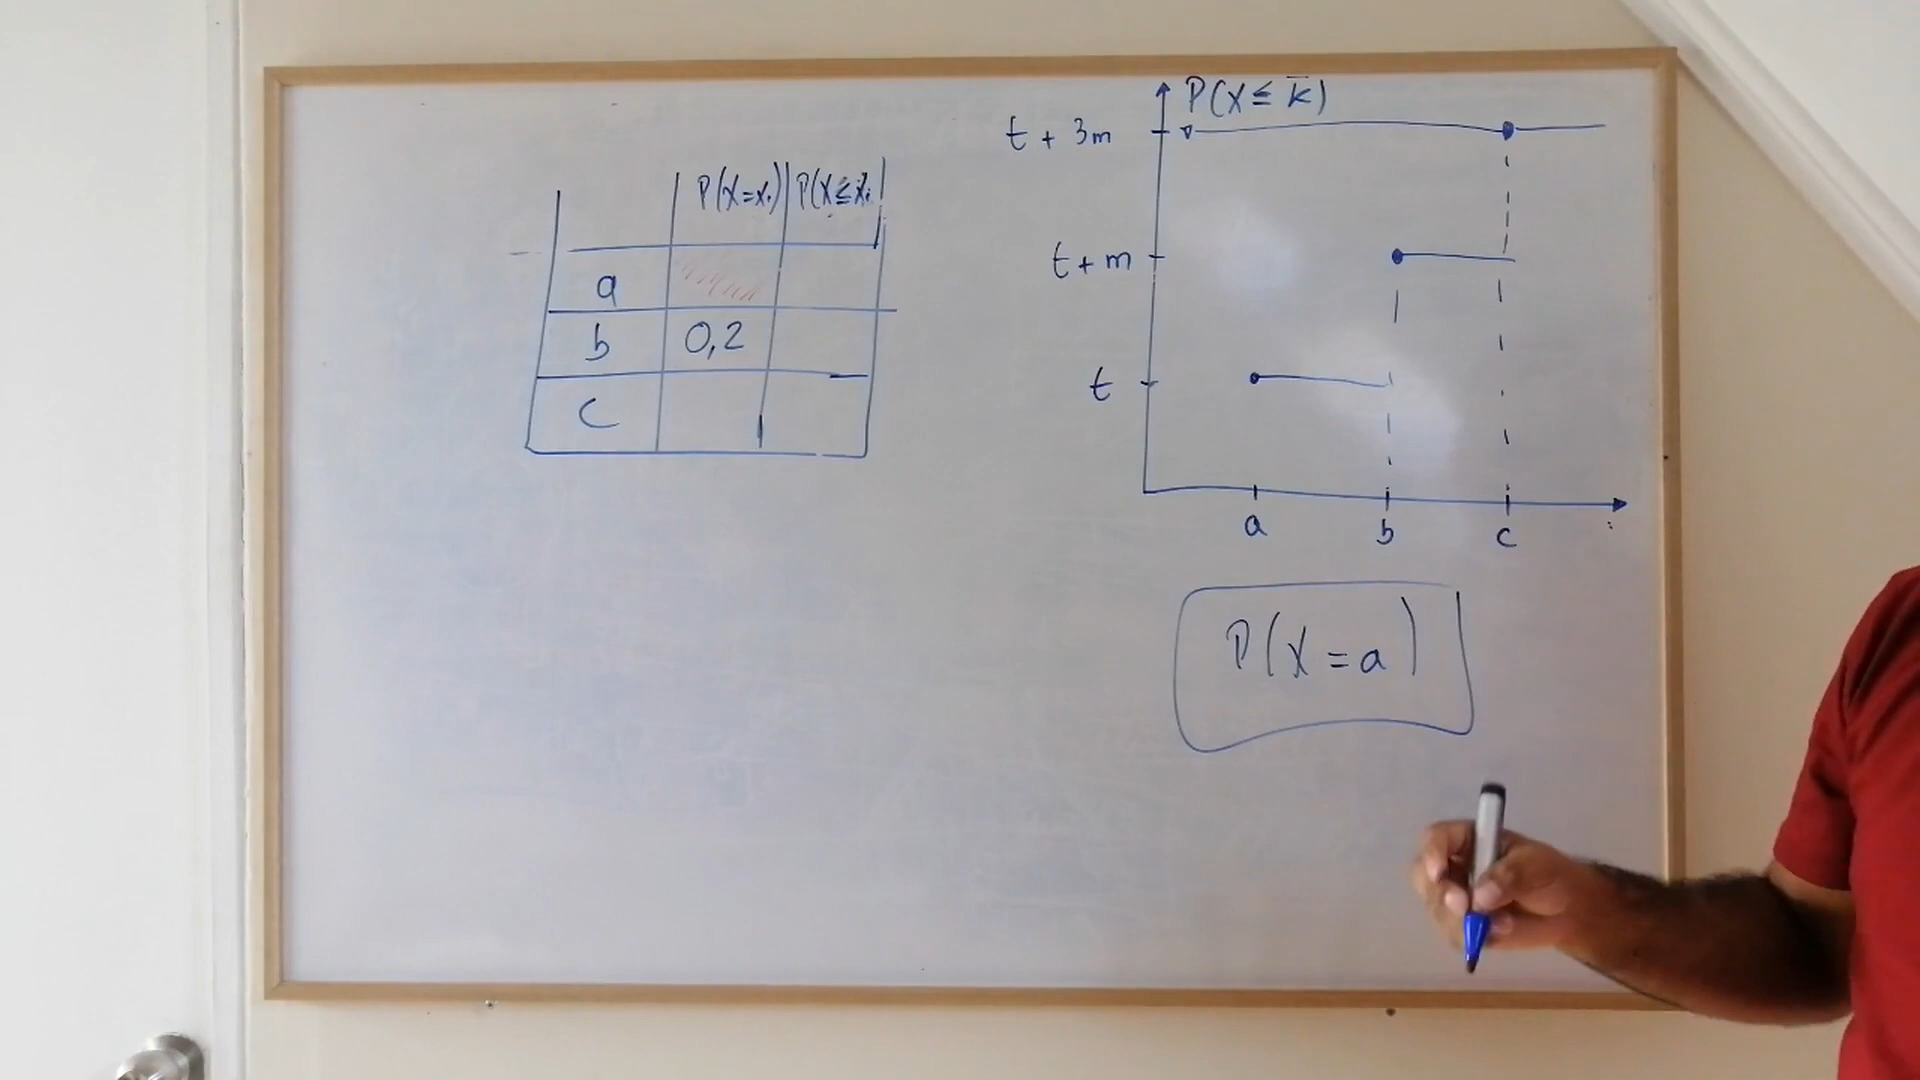 P(X=xᵢ) P(X≤xᵢ
a
b 0,2
c
P(X≤k̅)
t + 3m
t + m
t
a b c
P(X=a)